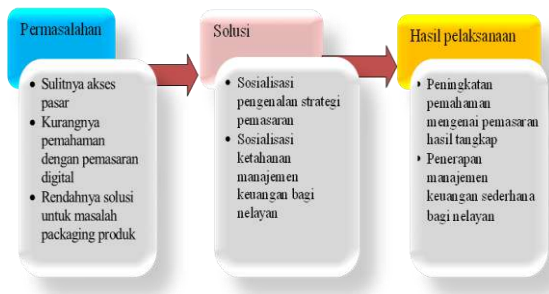 Permasalahan
• Sulitnya akses
pasar
• Kurangnya
pemahaman
dengan pemasaran
digital
• Rendahnya solusi
untuk masalah
packaging produk
Solusi
• Sosialisasi
pengenalan strategi
pemasaran
• Sosialisasi
ketahanan
manajemen
keuangan bagi
nelayan
Hasil pelaksanaan
• Peningkatan
pemahaman
mengenai pemasaran
hasil tangkap
• Penerapan
manajemen
keuangan sederhana
bagi nelayan